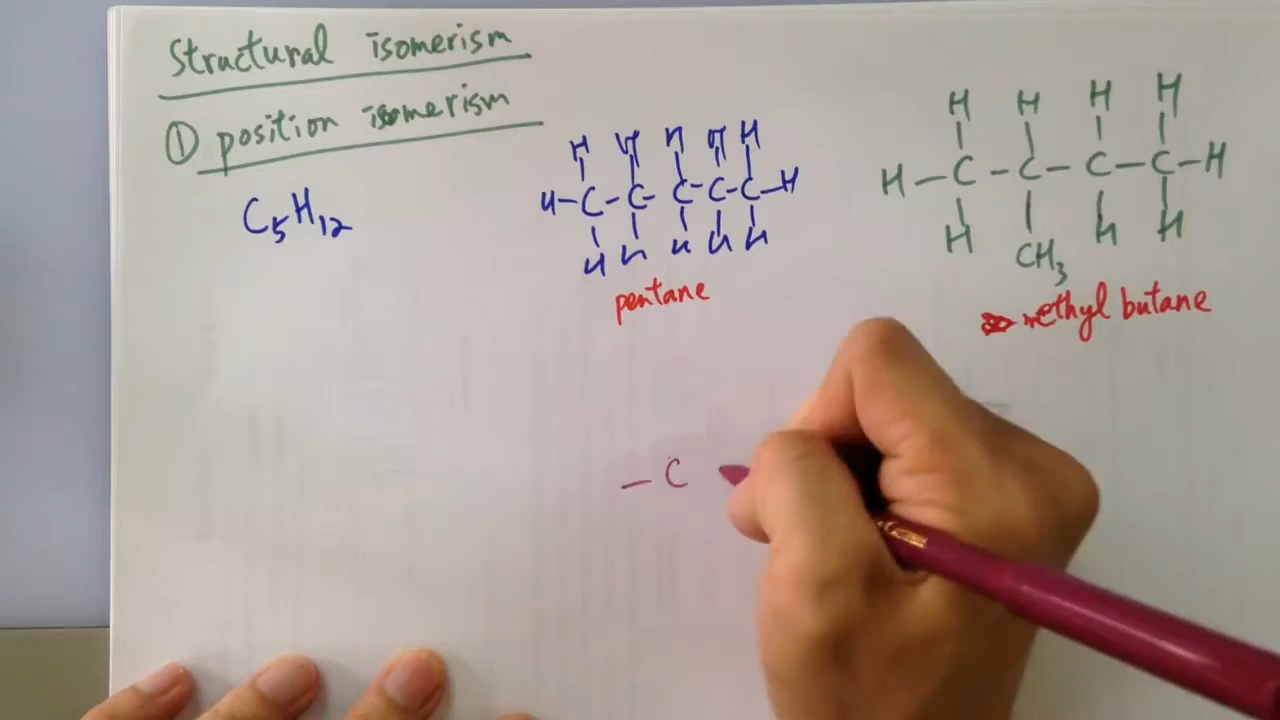 Structural isomerism
① position isomerism
C5H12
H H H H H
H-C-C-C-C-C-H
H H H H H
pentane
H H H H
H-C-C-C-C-H
H CH3 H H
methyl butane
-C